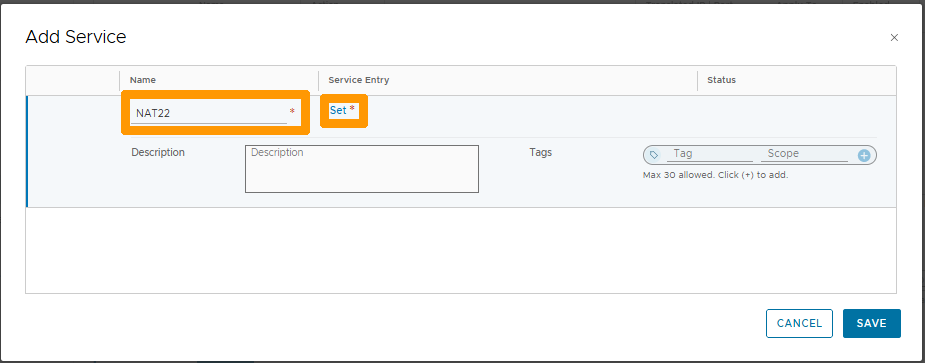 Add Service
×
Name Service Entry Status
NAT22 * Set *
Description Description Tags Tag Scope
Max 30 allowed. Click (+) to add.
CANCEL SAVE